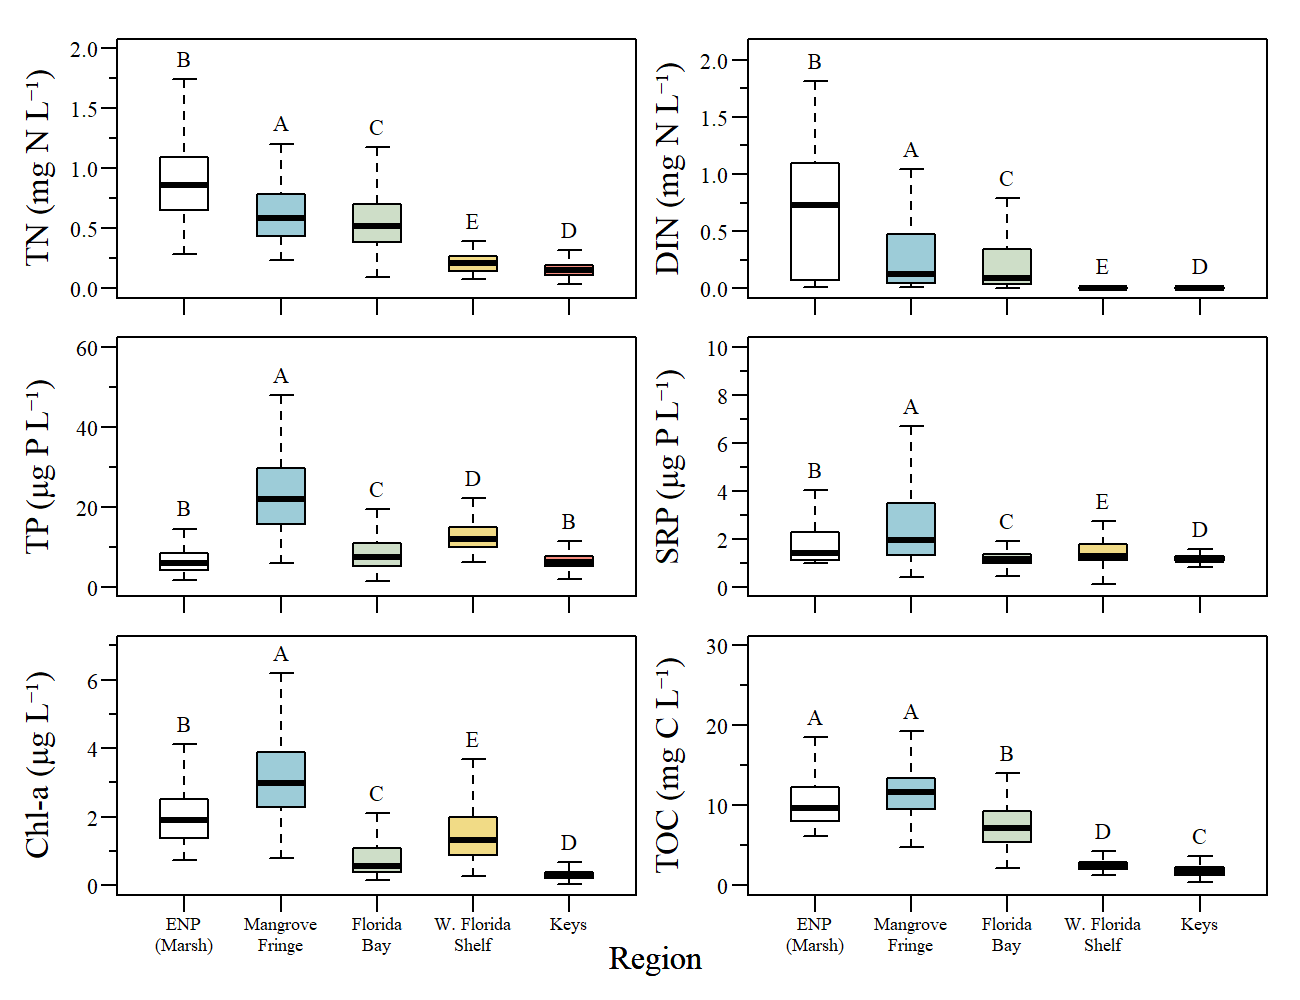 TN (mg N L⁻¹)
2.0
1.5
1.0
0.5
0.0
B
A
C
E
D
DIN (mg N L⁻¹)
2.0
1.5
1.0
0.5
0.0
B
A
C
E
D
TP (µg P L⁻¹)
60
40
20
0
B
A
C
D
B
SRP (µg P L⁻¹)
10
8
6
4
2
0
B
A
C
E
D
Chl-a (µg L⁻¹)
6
4
2
0
B
A
C
E
D
ENP
(Marsh)
Mangrove
Fringe
Florida
Bay
W. Florida
Shelf
Keys
TOC (mg C L⁻¹)
30
20
10
0
A
A
B
D
C
ENP
(Marsh)
Mangrove
Fringe
Florida
Bay
W. Florida
Shelf
Keys
Region